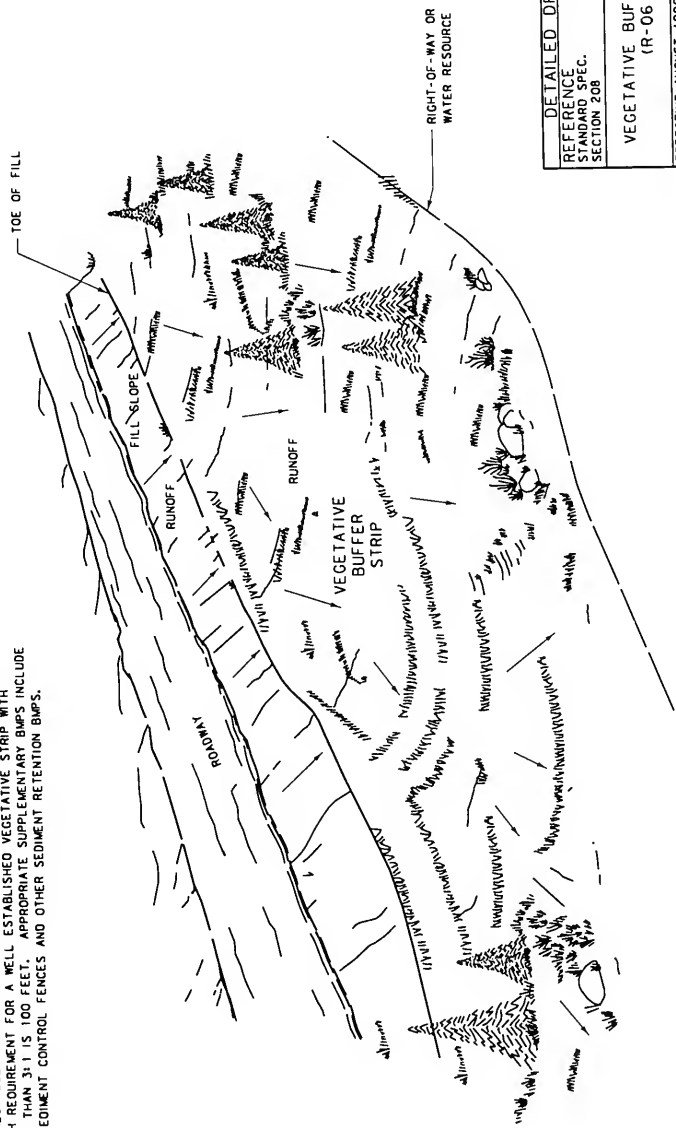 H REQUIREMENT FOR A WELL ESTABLISHED VEGETATIVE STRIP WITH
THAN 3:1 IS 100 FEET. APPROPRIATE SUPPLEMENTARY BMPS INCLUDE
EDIMENT CONTROL FENCES AND OTHER SEDIMENT RETENTION BMPS.
TOE OF FILL
FILL SLOPE
ROADWAY
RUNOFF
RUNOFF
VEGETATIVE
BUFFER
STRIP
RIGHT-OF-WAY OR
WATER RESOURCE
DETAILED DR
REFERENCE
STANDARD SPEC.
SECTION 208
VEGETATIVE BUF
(R-06